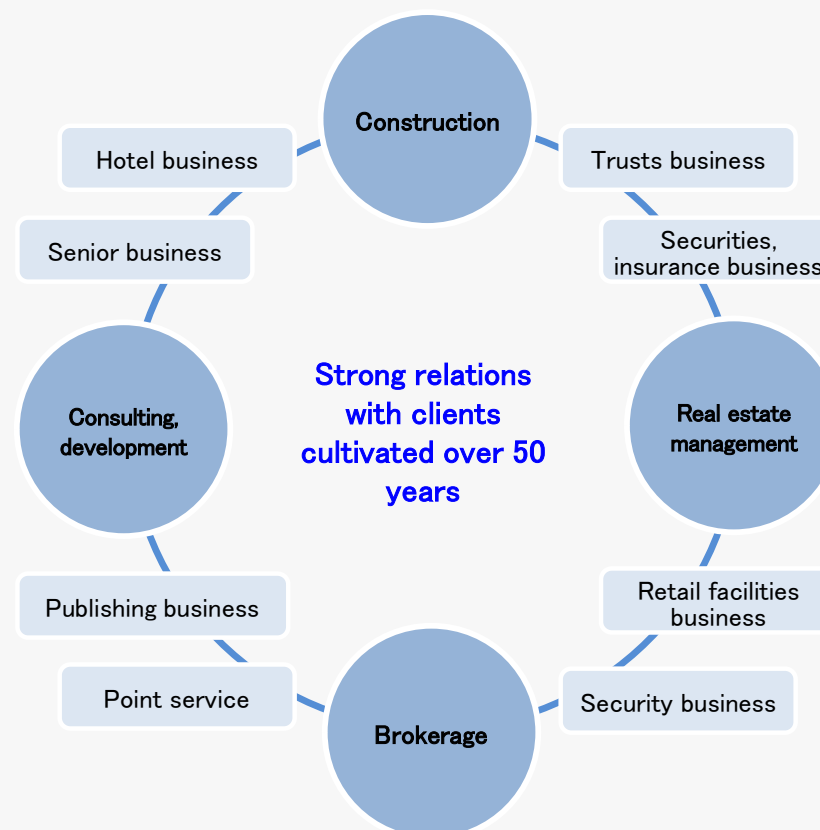 Construction
Hotel business
Trusts business
Senior business
Securities,
insurance business
Strong relations
with clients
cultivated over 50
years
Consulting,
development
Real estate
management
Publishing business
Retail facilities
business
Point service
Security business
Brokerage